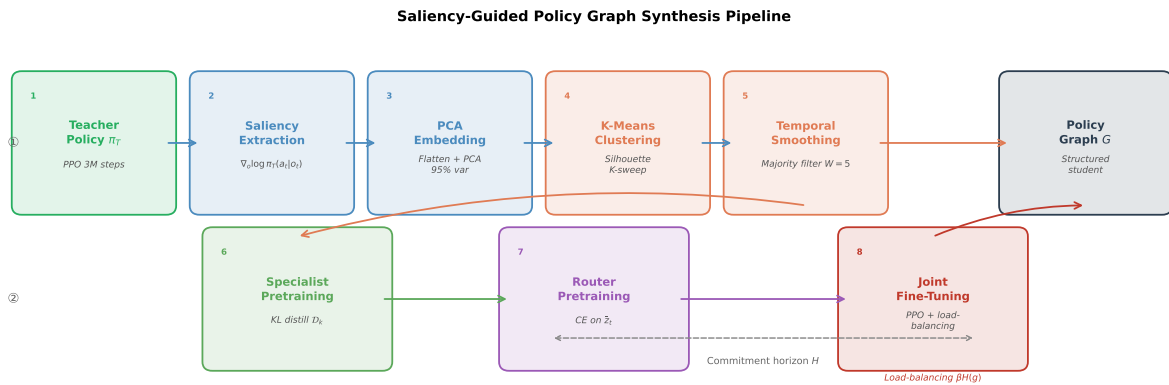 Saliency-Guided Policy Graph Synthesis Pipeline
①
1
Teacher
Policy π_T
PPO 3M steps
2
Saliency
Extraction
∇_o log π_T(a_t|o_t)
3
PCA
Embedding
Flatten + PCA
95% var
4
K-Means
Clustering
Silhouette
K-sweep
5
Temporal
Smoothing
Majority filter W = 5
Policy
Graph G
Structured
student
②
6
Specialist
Pretraining
KL distill 𝒟_k
7
Router
Pretraining
CE on z̃_t
8
Joint
Fine-Tuning
PPO + load-
balancing
Commitment horizon H
Load-balancing βH(g)